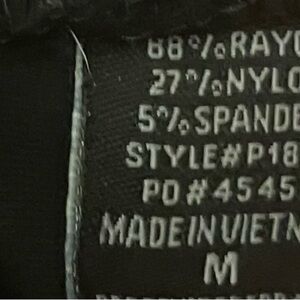 68%RAYO
27%NYLO
5%SPANDE
STYLE#P18
PO#4545
MADEINVIETN
M